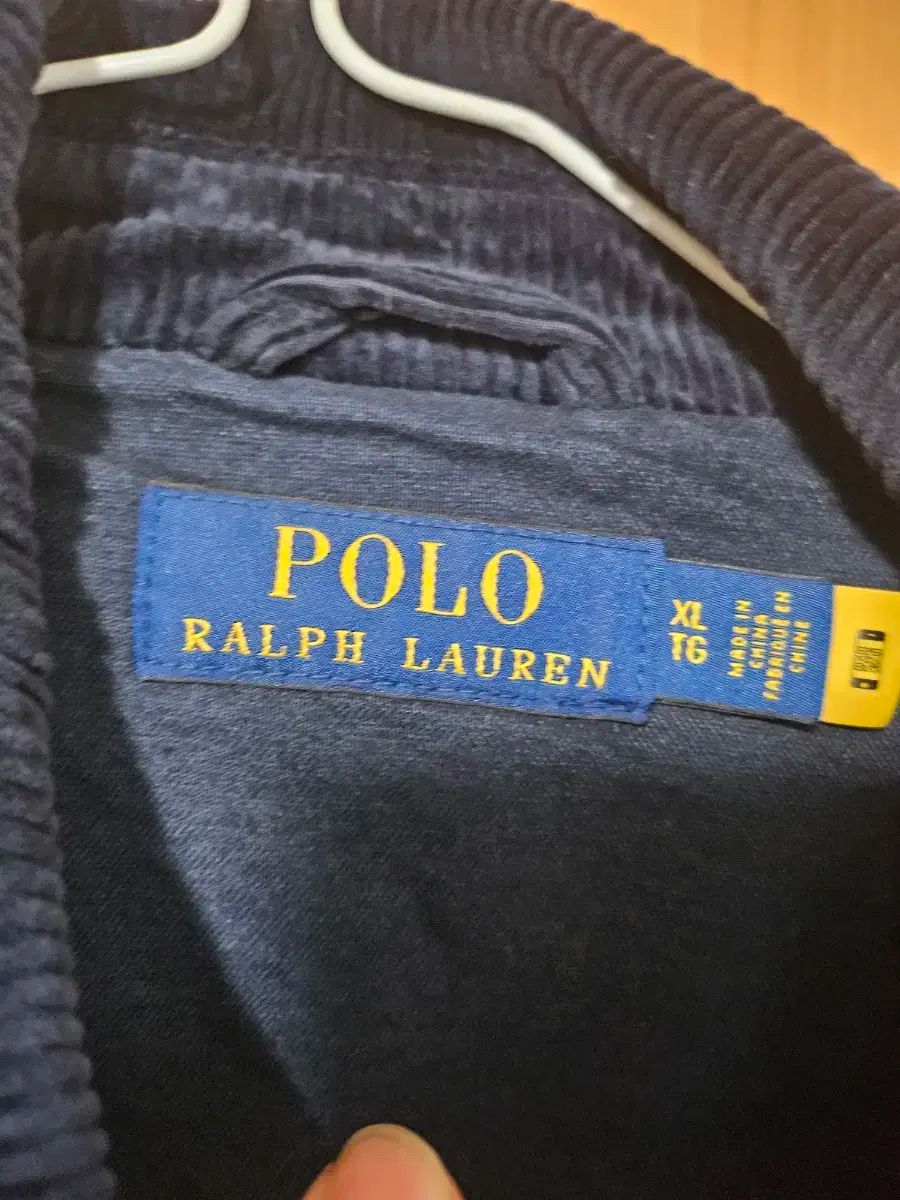 POLO
RALPH LAUREN
XL
TG
MADE IN
CHINA
FABRIQUÉ EN
CHINE